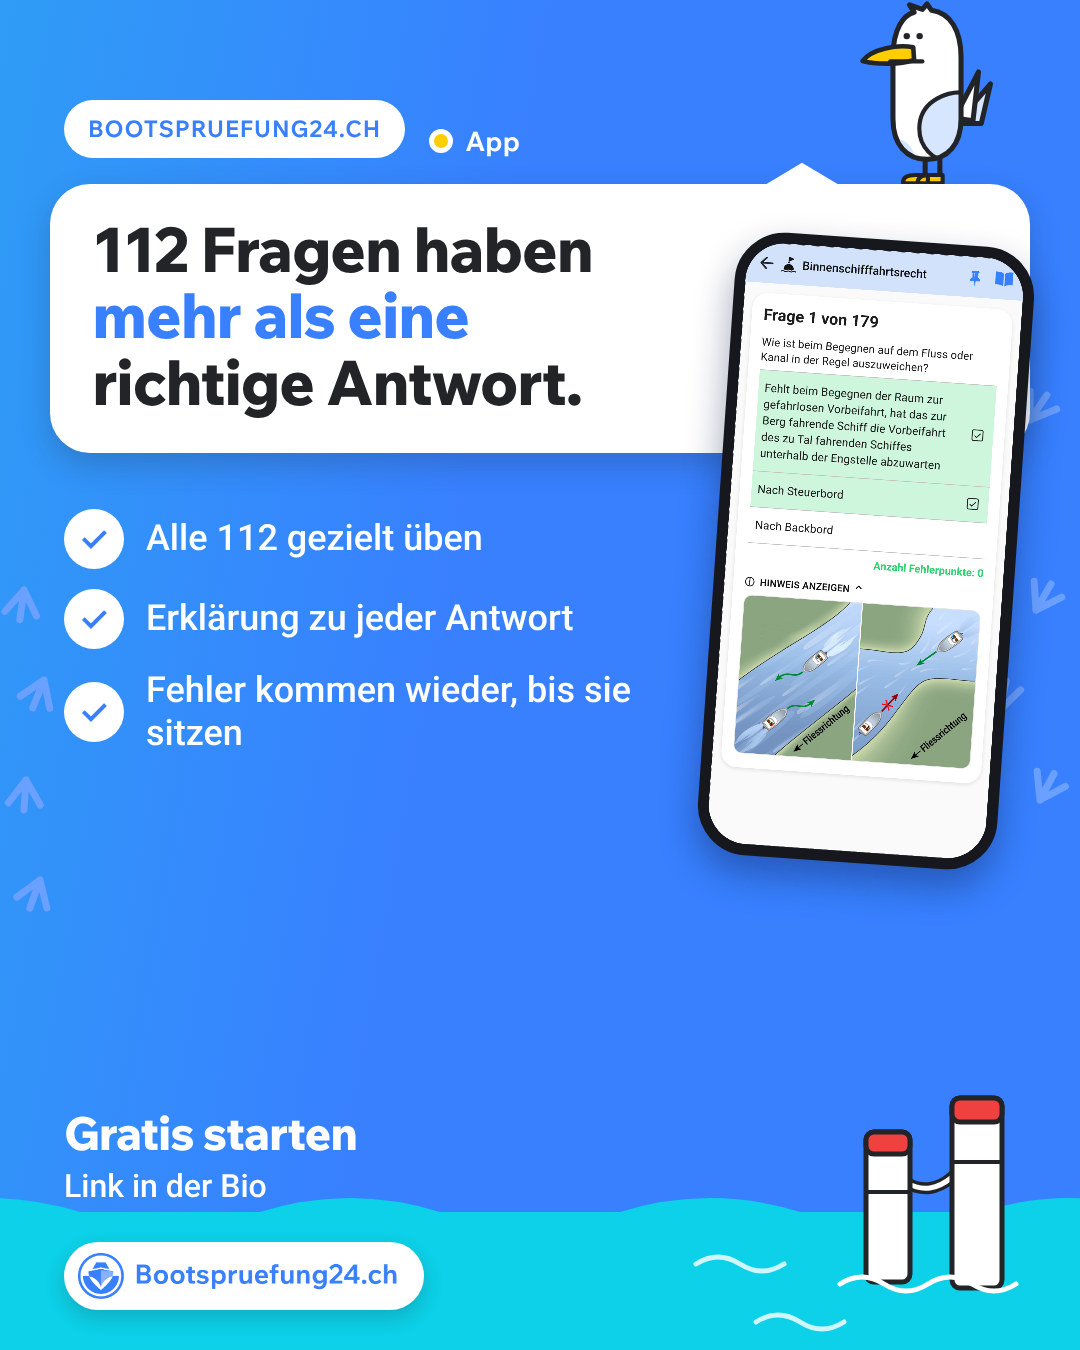 BOOTSPRUEFUNG24.CH
App
112 Fragen haben
mehr als eine
richtige Antwort.
Binnenschifffahrtsrecht
Frage 1 von 179
Wie ist beim Begegnen auf dem Fluss oder
Kanal in der Regel auszuweichen?
Fehlt beim Begegnen der Raum zur
gefahrlosen Vorbeifahrt, hat das zur
Berg fahrende Schiff die Vorbeifahrt
des zu Tal fahrenden Schiffes
unterhalb der Engstelle abzuwarten
Nach Steuerbord
Nach Backbord
Anzahl Fehlerpunkte: 0
HINWEIS ANZEIGEN
Fliessrichtung
Fliessrichtung
Alle 112 gezielt üben
Erklärung zu jeder Antwort
Fehler kommen wieder, bis sie
sitzen
Gratis starten
Link in der Bio
Bootspruefung24.ch